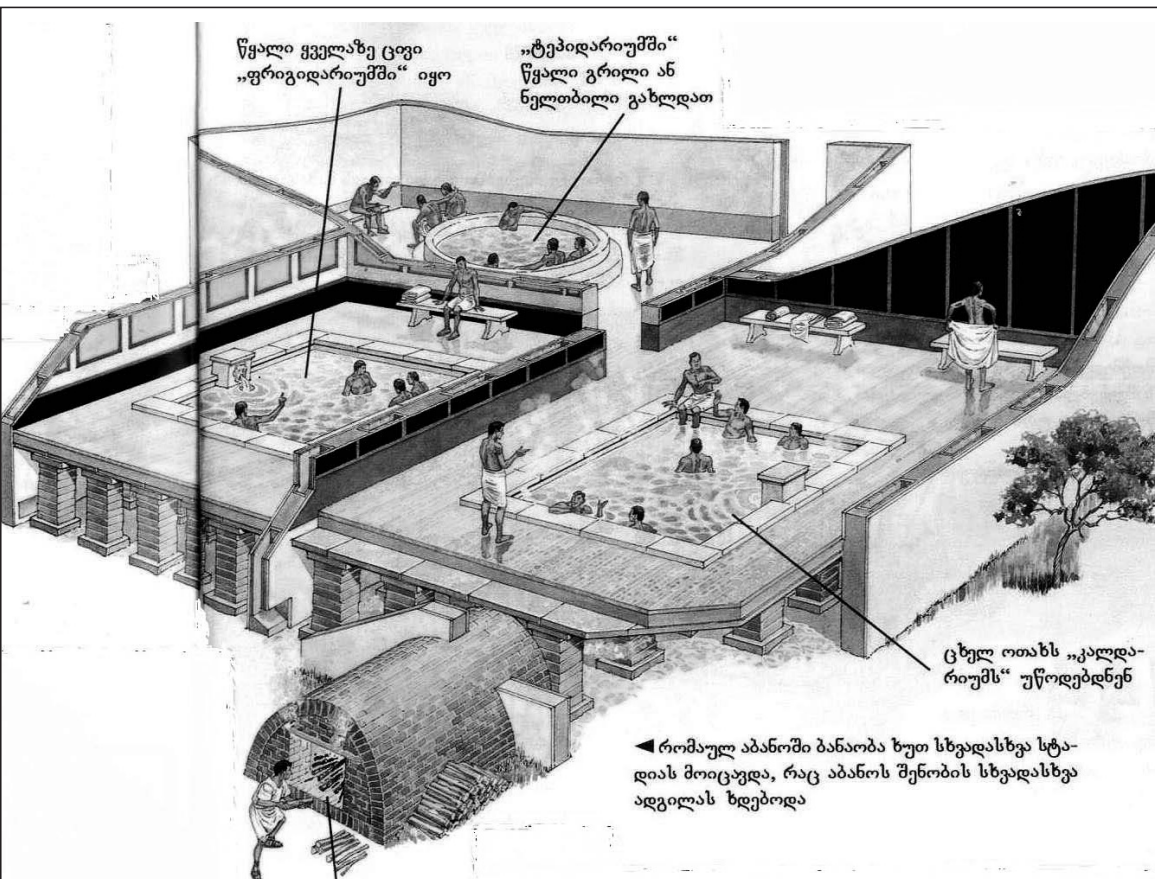 წყალი ყველაზე ცივი
„ფრიგიდარიუმში“ იყო
„ტეპიდარიუმში“
წყალი გრილი ან
ნელთბილი გახლდათ
ცხელ ოთახს „კალდა-
რიუმს“ უწოდებდნენ
◄ რომაულ აბანოში ბანაობა ხუთ სხვადასხვა სტა-
დიას მოიცავდა, რაც აბანოს შენობის სხვადასხვა
ადგილას ხდებოდა